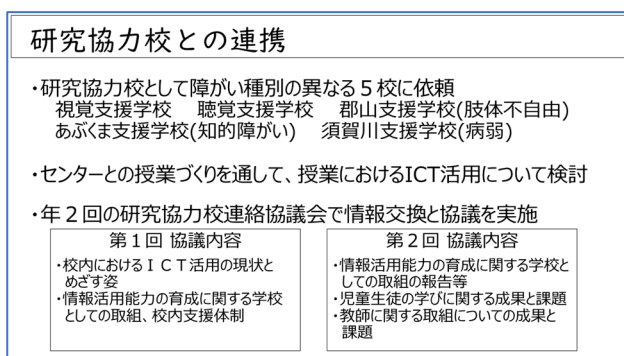 研究協力校との連携
・研究協力校として障がい種別の異なる５校に依頼
視覚支援学校　聴覚支援学校　郡山支援学校(肢体不自由)
あぶくま支援学校(知的障がい)　須賀川支援学校(病弱)
・センターとの授業づくりを通して、授業におけるICT活用について検討
・年２回の研究協力校連絡協議会で情報交換と協議を実施
第１回 協議内容
・校内におけるＩＣＴ活用の現状と
めざす姿
・情報活用能力の育成に関する学校
としての取組、校内支援体制
第２回 協議内容
・情報活用能力の育成に関する学校と
しての取組の報告等
・児童生徒の学びに関する成果と課題
・教師に関する取組についての成果と
課題